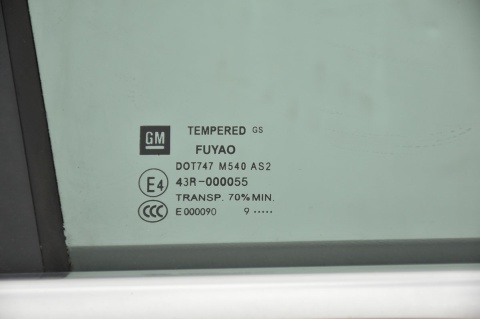 GM
TEMPERED GS
FUYAO
DOT747 M540 AS2
E4 43R-000055
TRANSP. 70%MIN.
CCC E000090 9 .....